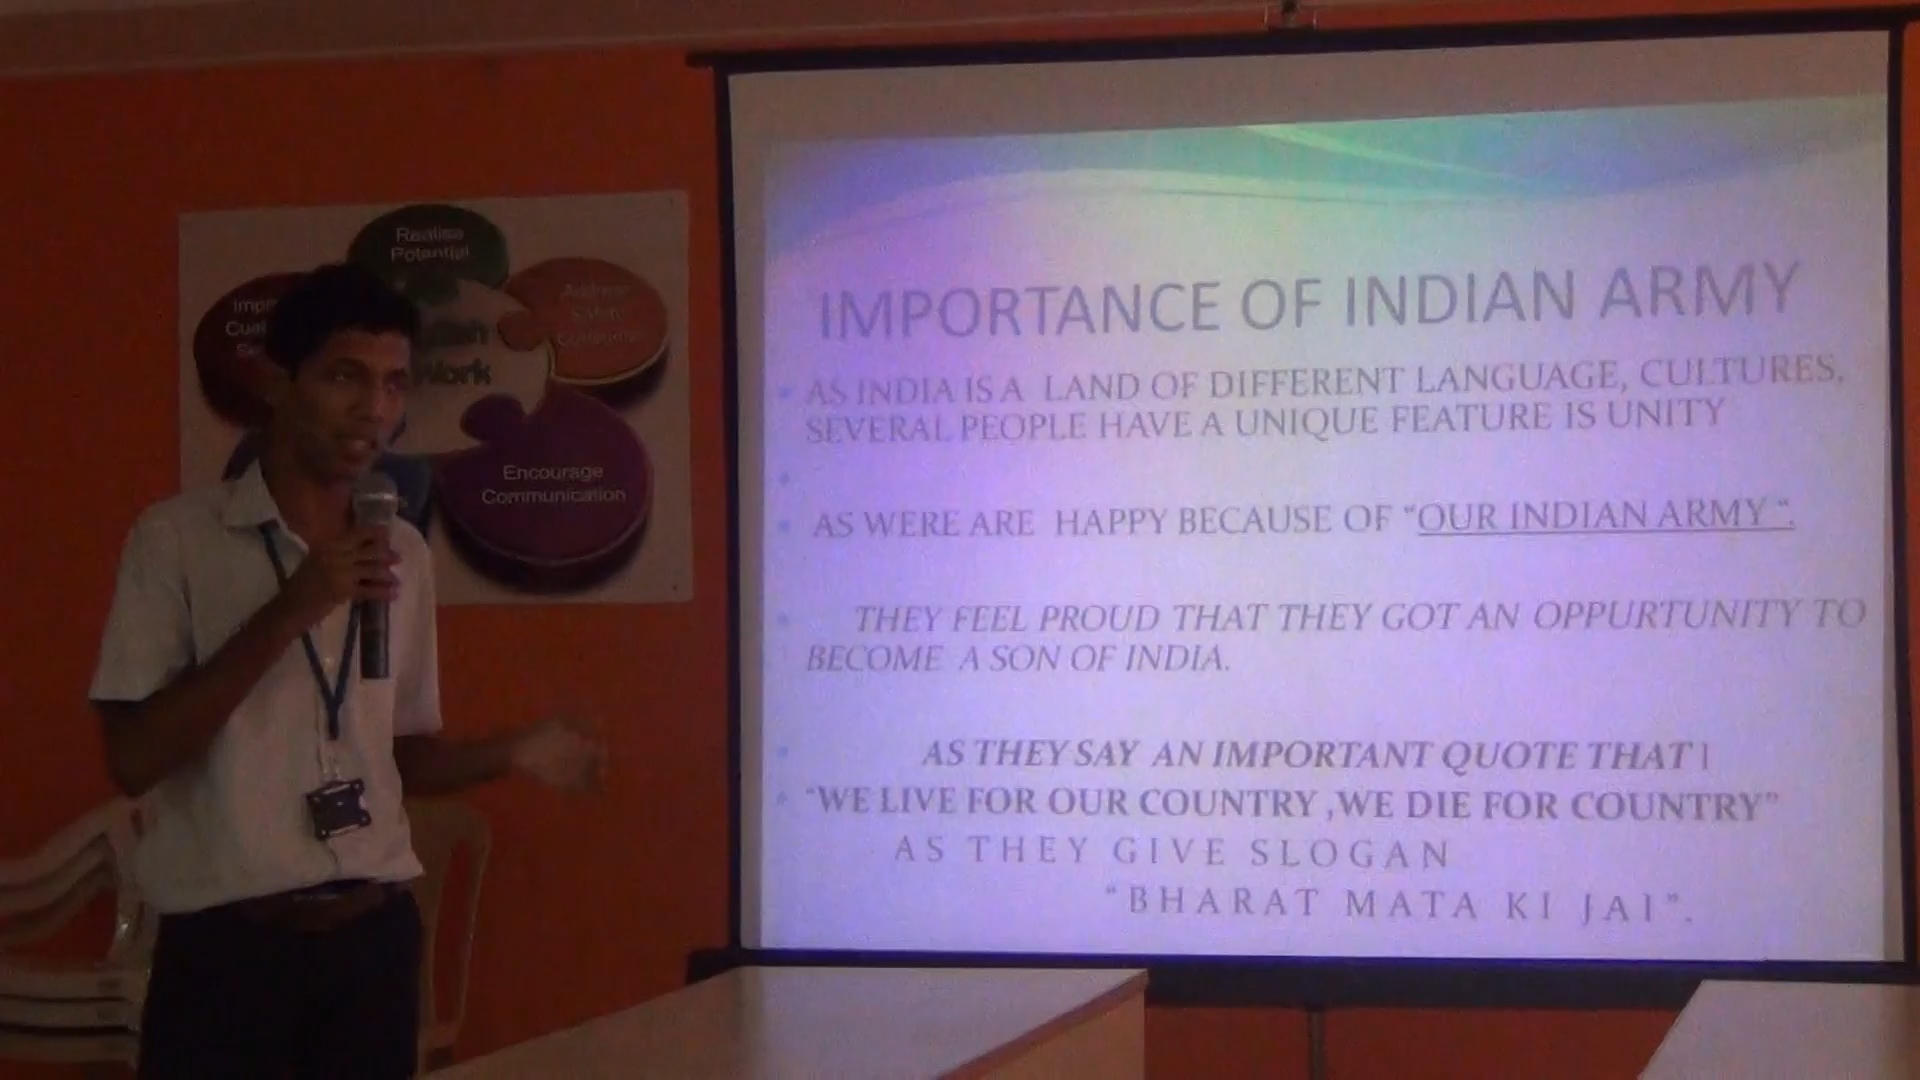 Realise
Potential
Encourage
Communication
Work
IMPORTANCE OF INDIAN ARMY
AS INDIA IS A LAND OF DIFFERENT LANGUAGE, CULTURES,
SEVERAL PEOPLE HAVE A UNIQUE FEATURE IS UNITY
AS WERE ARE HAPPY BECAUSE OF "OUR INDIAN ARMY ".
THEY FEEL PROUD THAT THEY GOT AN OPPURTUNITY TO
BECOME A SON OF INDIA.
AS THEY SAY AN IMPORTANT QUOTE THAT |
"WE LIVE FOR OUR COUNTRY ,WE DIE FOR COUNTRY"
AS THEY GIVE SLOGAN
"BHARAT MATA KI JAI".